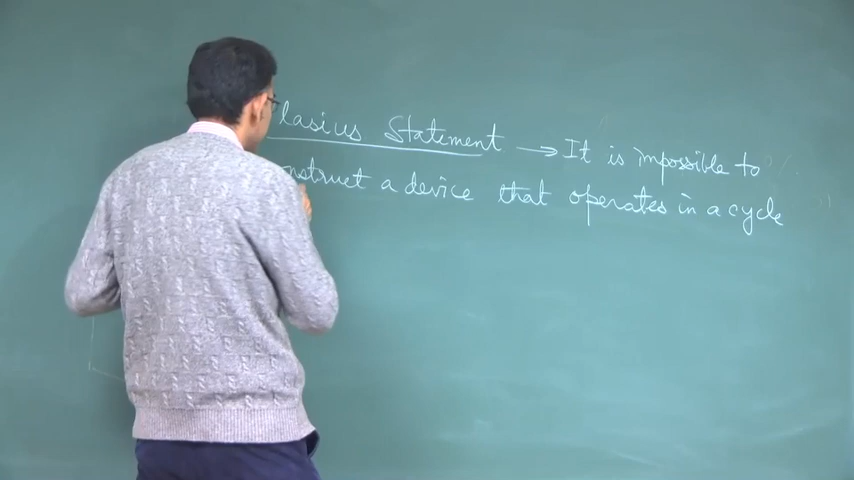 lasius Statement → It is impossible to
nstruct a device that operates in a cycle